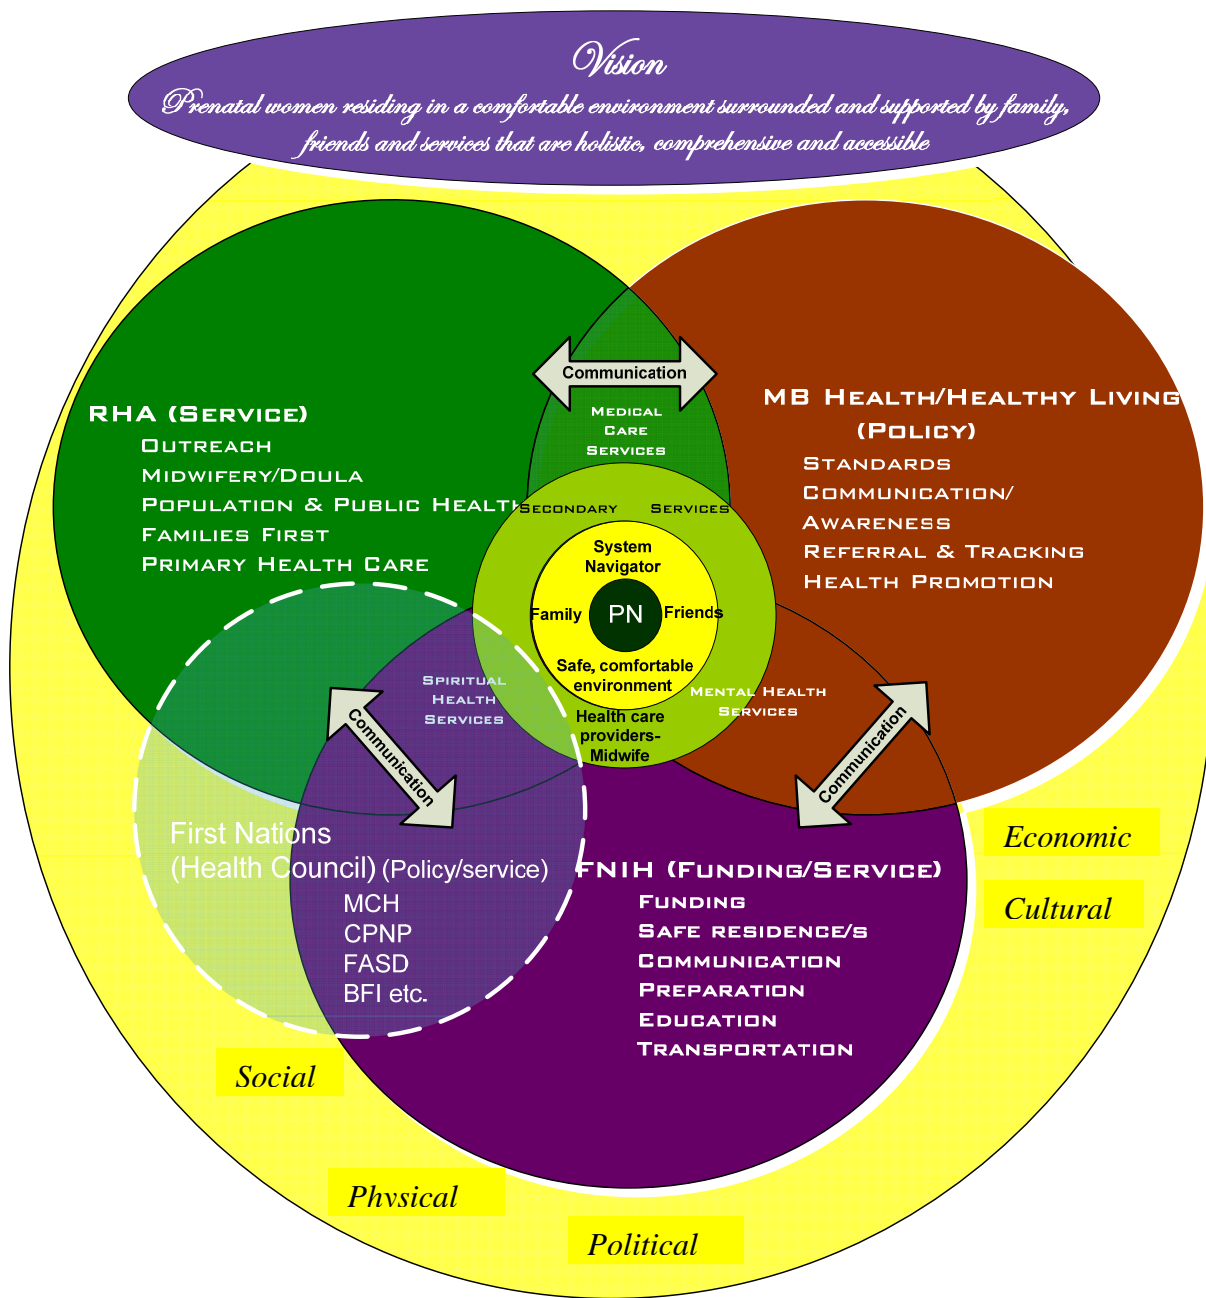 Vision
Prenatal women residing in a comfortable environment surrounded and supported by family,
friends and services that are holistic, comprehensive and accessible
Communication
RHA (Service)
Outreach
Midwifery/Doula
Population & Public Health
Families First
Primary Health Care
MB Health/Healthy Living
(Policy)
Standards
Communication/
Awareness
Referral & Tracking
Health Promotion
Medical
Care
Services
Secondary Services
System
Navigator
Family
PN
Friends
Safe, comfortable
environment
Health care
providers-
Midwife
Spiritual
Health
Services
Mental Health
Services
Communication
Communication
First Nations
(Health Council) (Policy/service)
MCH
CPNP
FASD
BFI etc.
FNIH (Funding/Service)
Funding
Safe residence/s
Communication
Preparation
Education
Transportation
Economic
Cultural
Social
Physical
Political